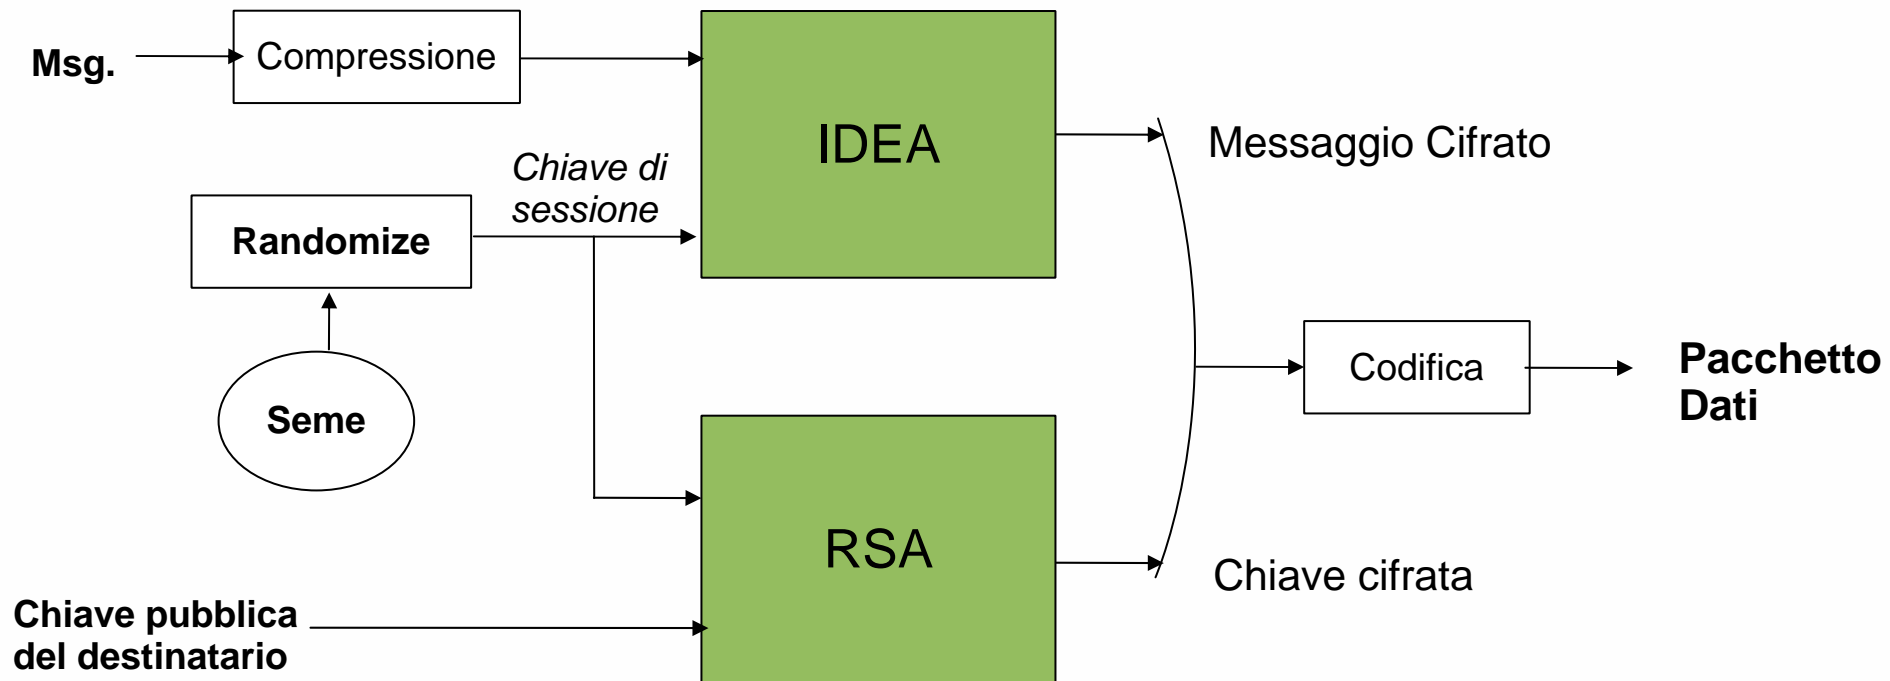 Msg.
Compressione
IDEA
Messaggio Cifrato
Chiave di
sessione
Randomize
Seme
Codifica
Pacchetto
Dati
RSA
Chiave cifrata
Chiave pubblica
del destinatario